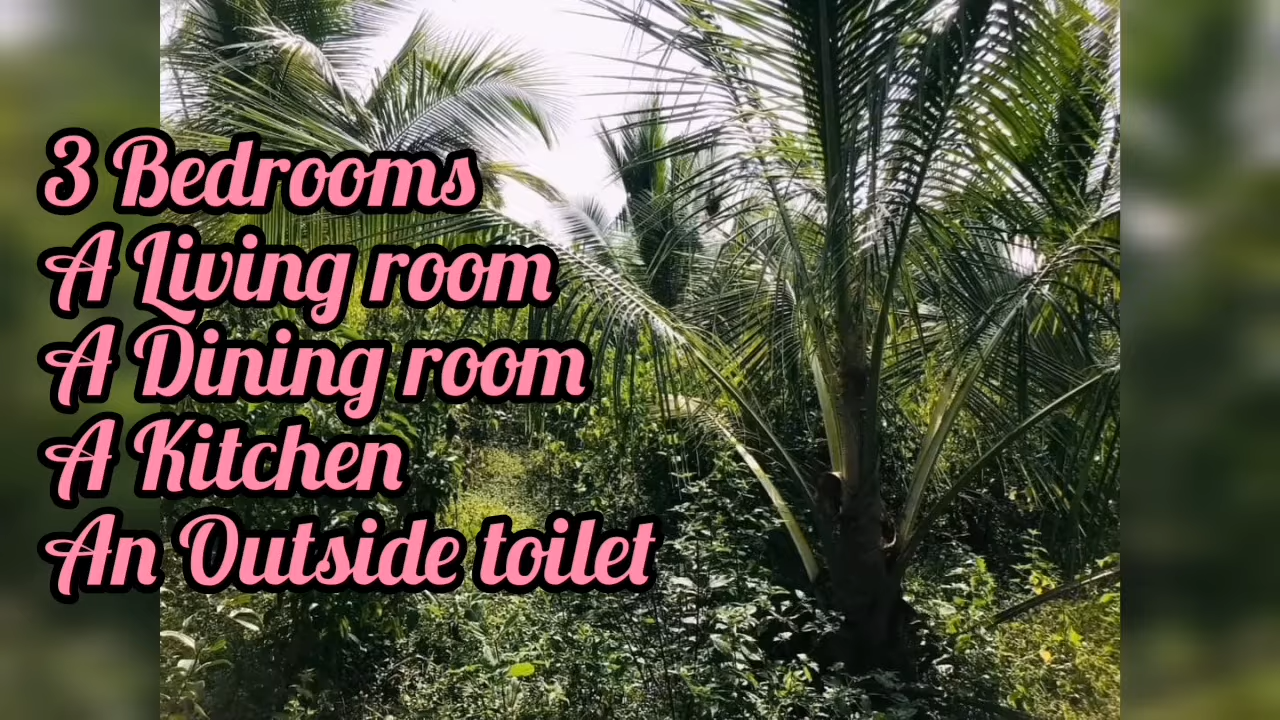 3 Bedrooms
A Living room
A Dining room
A Kitchen
An Outside toilet